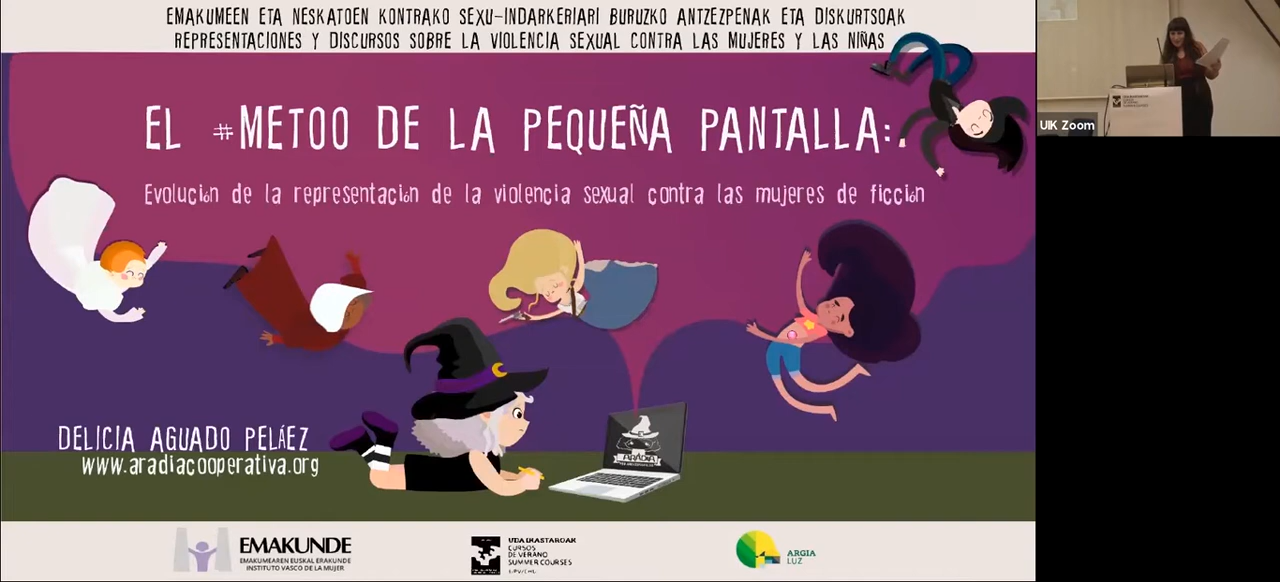 EMAKUMEEN ETA NESKATOEN KONTRAKO SEXU-INDARKERIARI BURUZKO ANTZEZPENAK ETA DISKURTSOAK
REPRESENTACIONES Y DISCURSOS SOBRE LA VIOLENCIA SEXUAL CONTRA LAS MUJERES Y LAS NIÑAS
EL #METOO DE LA PEQUEÑA PANTALLA:
Evolución de la representación de la violencia sexual contra las mujeres de ficción
UIK Zoom
DELICIA AGUADO PELÁEZ
www.aradiacooperativa.org
ARADIA
EMAKUNDE
EMAKUMEAREN EUSKAL ERAKUNDE
INSTITUTO VASCO DE LA MUJER
UDA IKASTAROAK
CURSOS
DE VERANO
SUMMER COURSES
UPV/EHU
ARGIA
LUZ